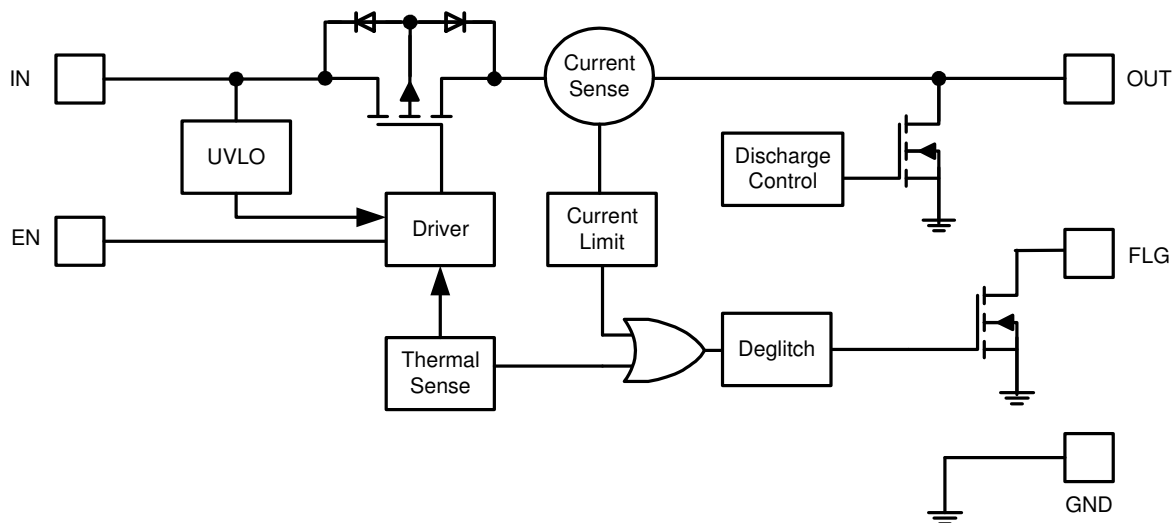 IN
Current
Sense
OUT
UVLO
Discharge
Control
EN
Driver
Current
Limit
FLG
Thermal
Sense
Deglitch
GND